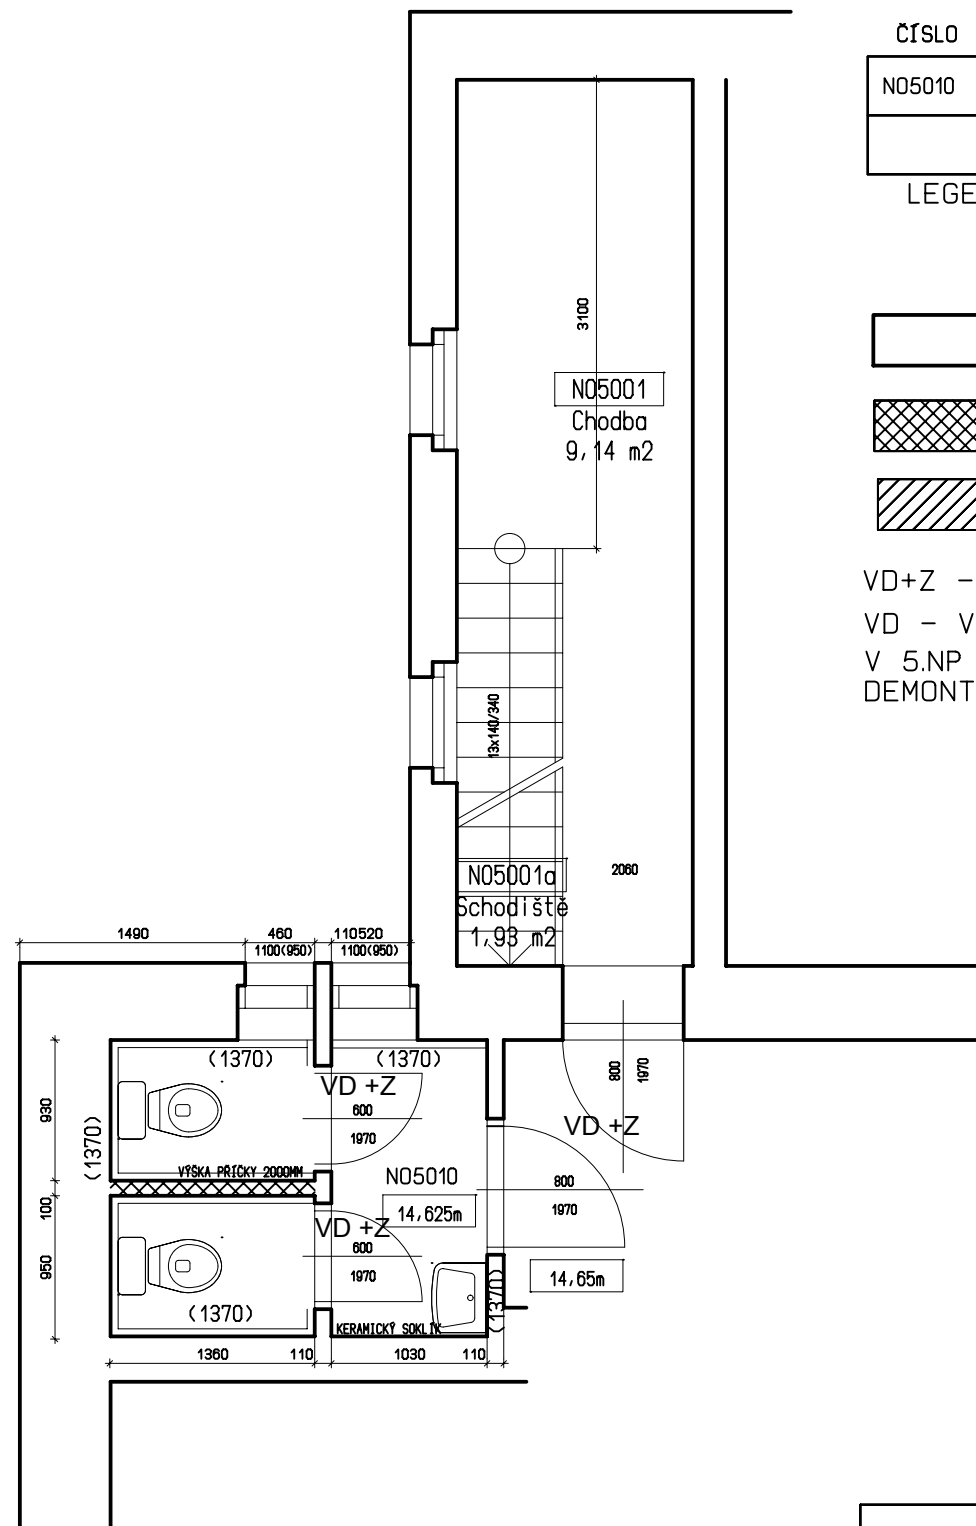 ČÍSLO
N05010
LEGE
3100
N05001
Chodba
9,14 m2
VD+Z -
VD - V
V 5.NP
DEMONT
13x140/340
2060
N05001a
Schodiště
1,93 m2
1490
460
110520
1100(950)
1100(950)
(1370)
(1370)
VD +Z
600
1970
800
1970
VD +Z
930
(1370)
VÝŠKA PŘÍČKY 2000MM
N05010
800
1970
100
14,625m
VD +Z
600
1970
950
14,65m
(1370)
(1370)
KERAMICKÝ SOKLÍK
1360
110
1030
110